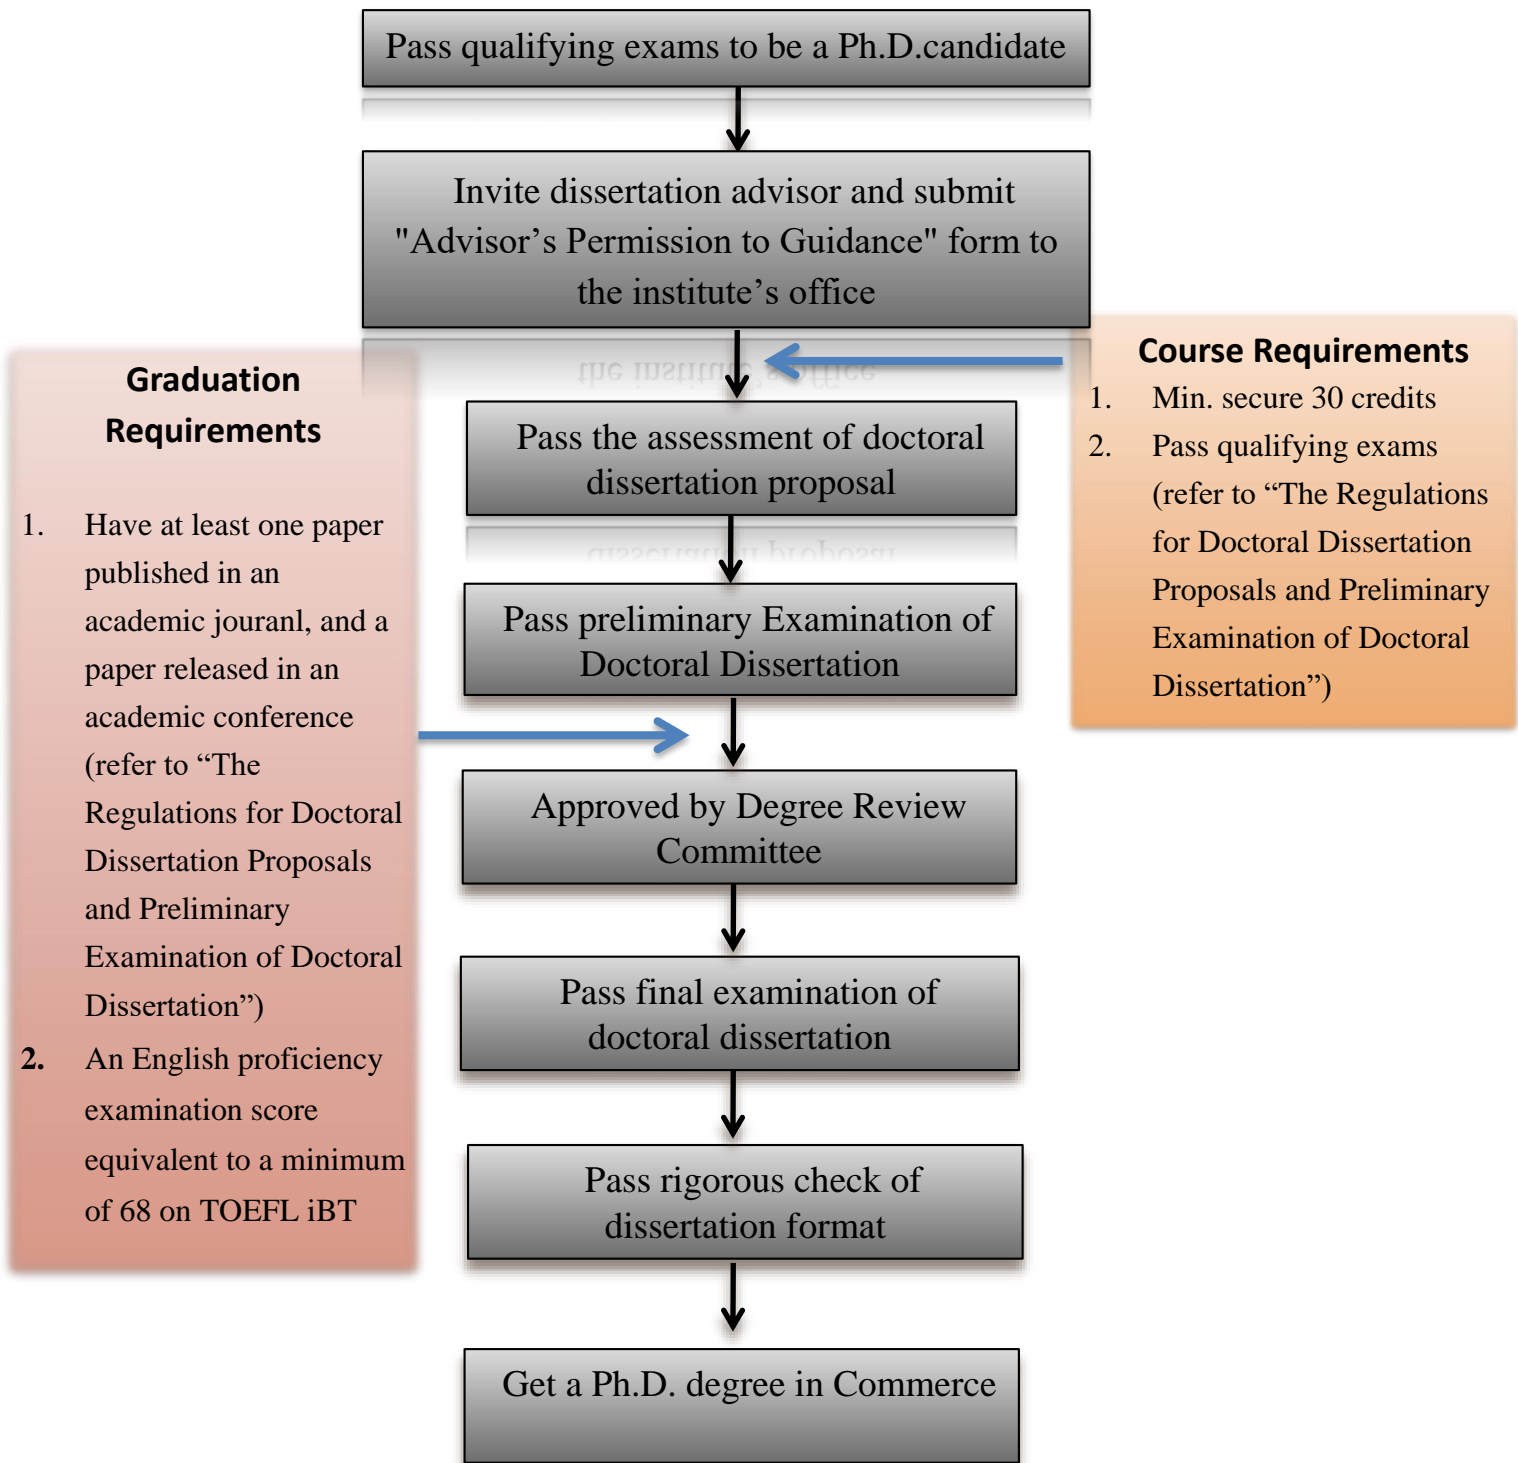 Pass qualifying exams to be a Ph.D.candidate
Invite dissertation advisor and submit
"Advisor’s Permission to Guidance" form to
the institute’s office
Graduation
Requirements
1. Have at least one paper
published in an
academic jouranl, and a
paper released in an
academic conference
(refer to “The
Regulations for Doctoral
Dissertation Proposals
and Preliminary
Examination of Doctoral
Dissertation”)
2. An English proficiency
examination score
equivalent to a minimum
of 68 on TOEFL iBT
Course Requirements
1. Min. secure 30 credits
2. Pass qualifying exams
(refer to “The Regulations
for Doctoral Dissertation
Proposals and Preliminary
Examination of Doctoral
Dissertation”)
Pass the assessment of doctoral
dissertation proposal
Pass preliminary Examination of
Doctoral Dissertation
Approved by Degree Review
Committee
Pass final examination of
doctoral dissertation
Pass rigorous check of
dissertation format
Get a Ph.D. degree in Commerce